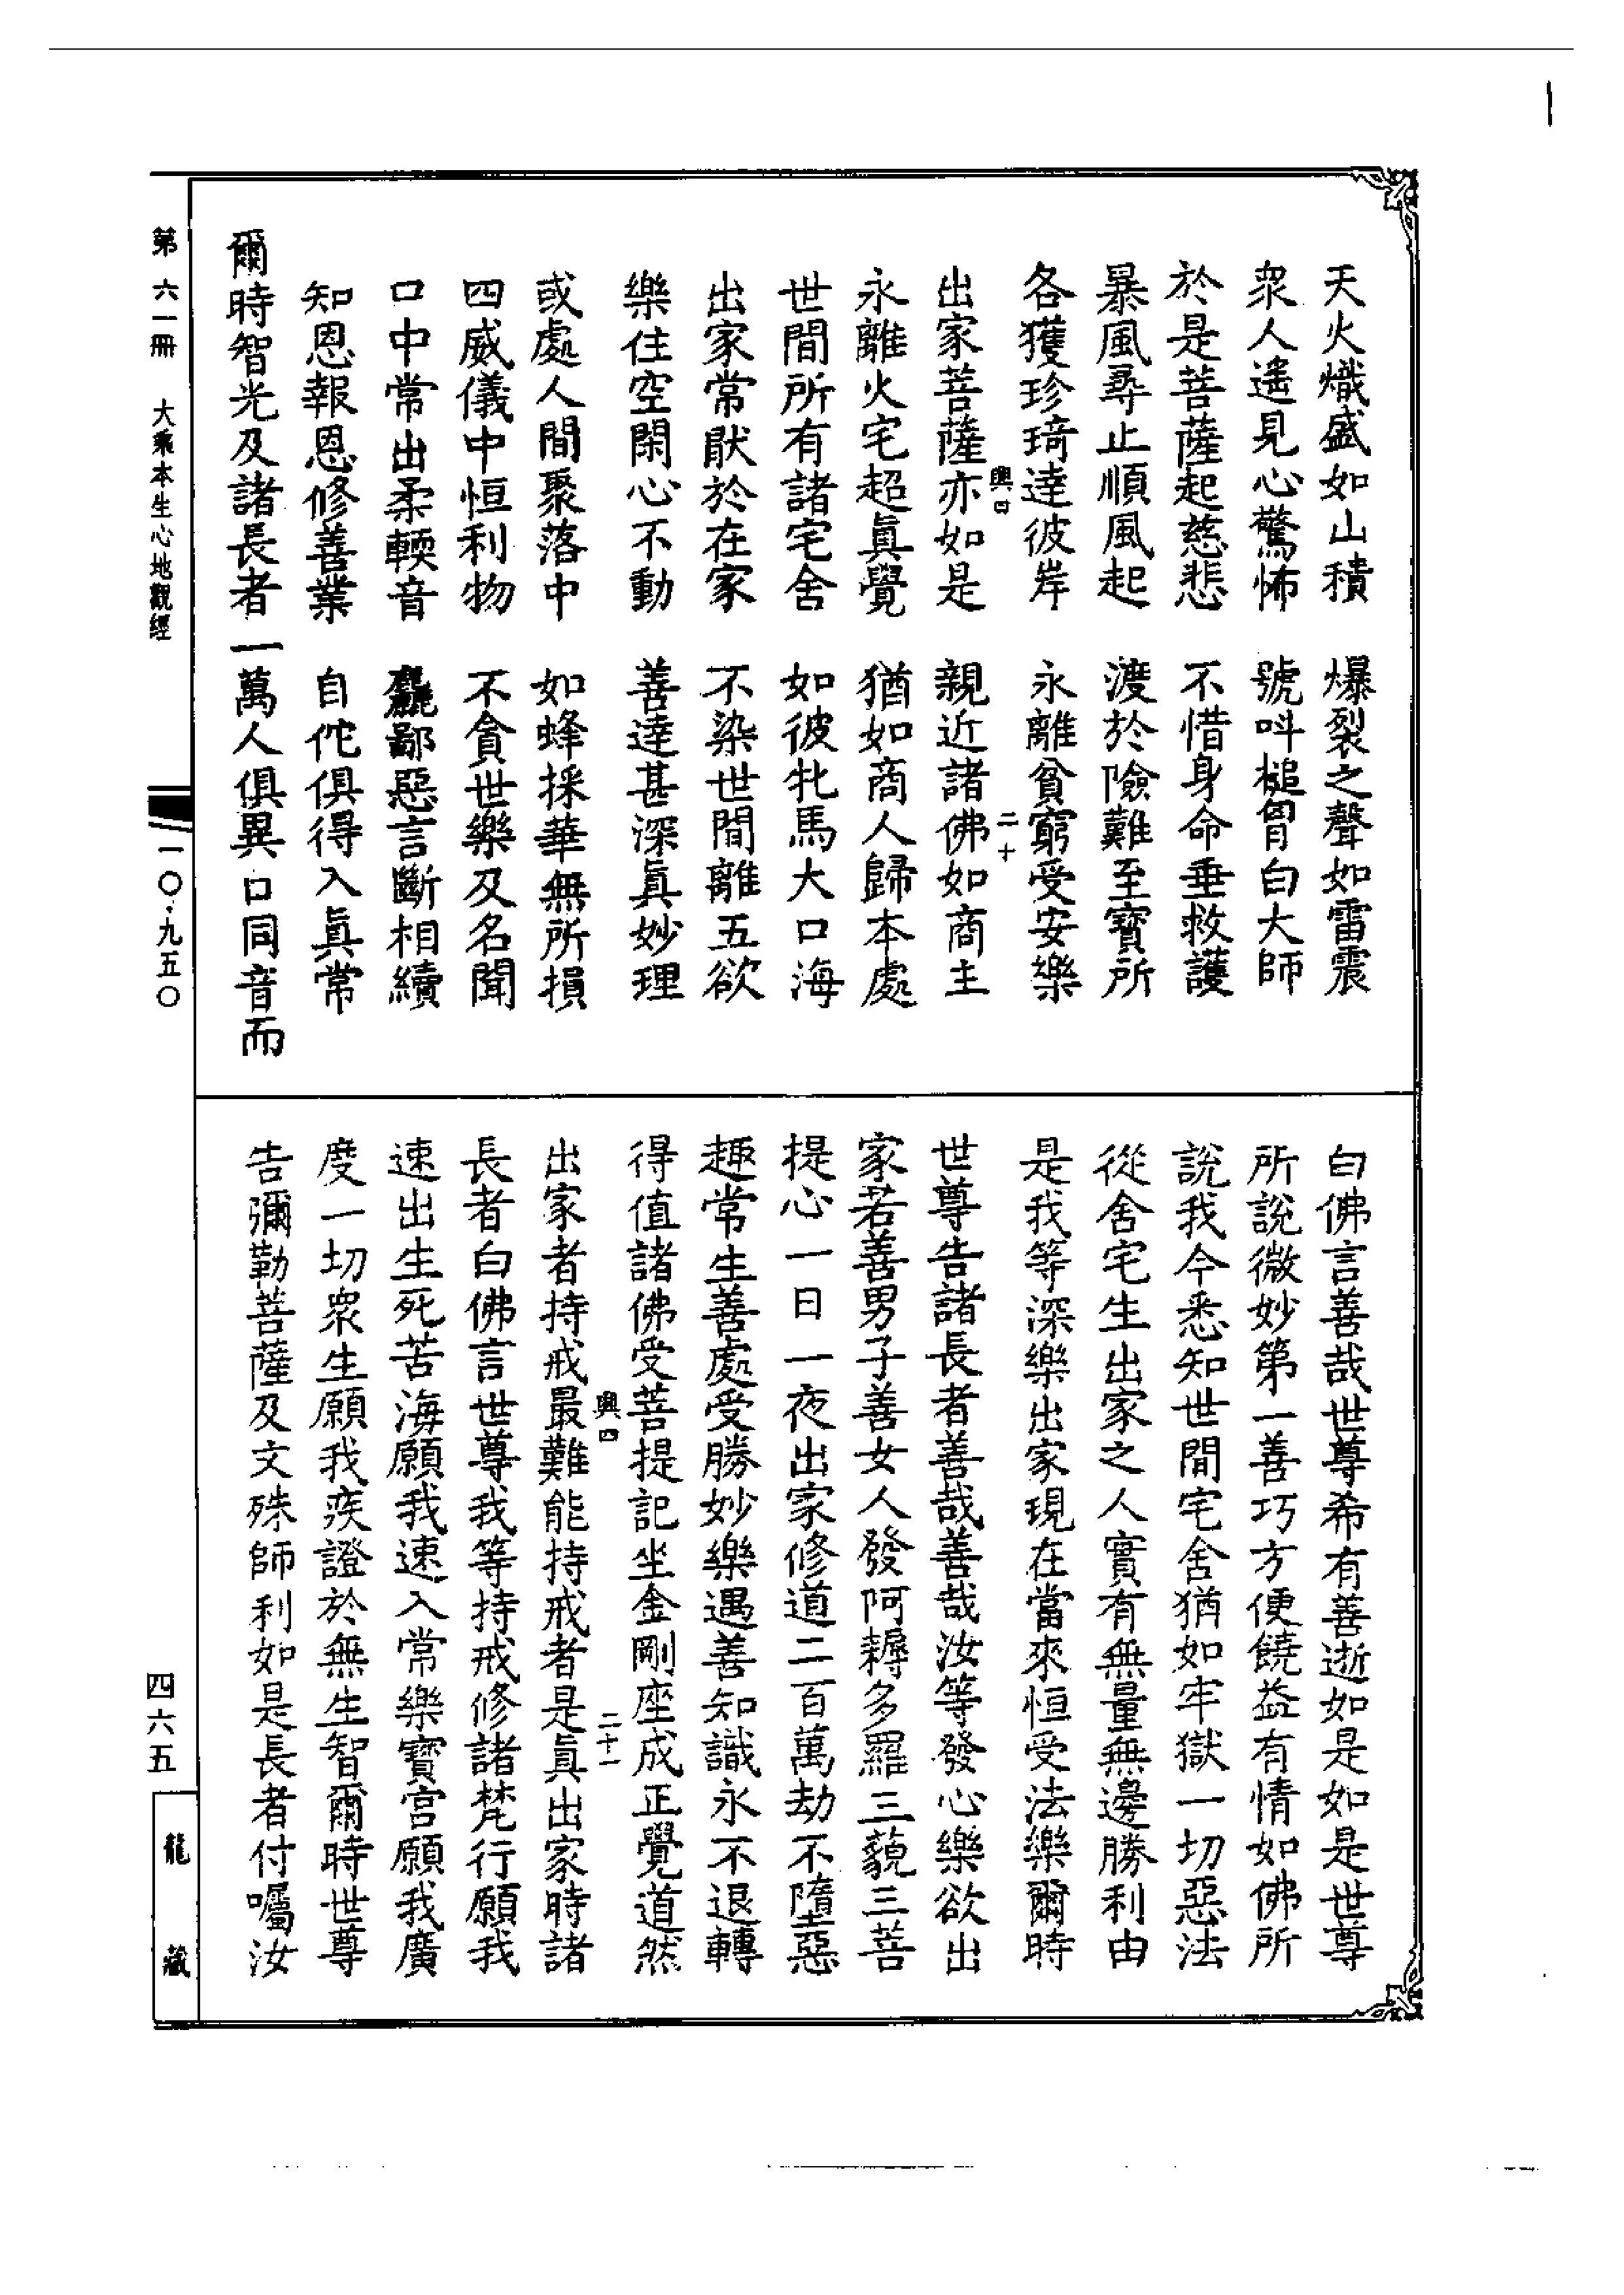 天火熾盛如山積　爆裂之聲如雷震
衆人遙見心驚怖　號呌槌胷白大師
於是菩薩起慈悲　不惜身命垂救護
暴風尋止順風起　渡於險難至寶所
各獲珍琦達彼岸　永離貧窮受安樂
興四　二十
出家菩薩亦如是　親近諸佛如商主
永離火宅超眞覺　猶如商人歸本處
世間所有諸宅舍　如彼牝馬大口海
出家常猒於在家　不染世間離五欲
樂住空閑心不動　善達甚深眞妙理
或處人間聚落中　如蜂採華無所損
四威儀中恒利物　不貪世樂及名聞
口中常出柔輭音　麤鄙惡言斷相續
知恩報恩修善業　自佗俱得入眞常
爾時智光及諸長者一萬人俱異口同音而
白佛言善哉世尊希有善逝如是如是世尊
所說微妙第一善巧方便饒益有情如佛所
說我今悉知世間宅舍猶如牢獄一切惡法
從舍宅生出家之人實有無量無邊勝利由
是我等深樂出家現在當來恒受法樂爾時
世尊告諸長者善哉善哉汝等發心樂欲出
家若善男子善女人發阿耨多羅三藐三菩
提心一日一夜出家修道二百萬劫不墮惡
趣常生善處受勝妙樂遇善知識永不退轉
得值諸佛受菩提記坐金剛座成正覺道然
興四　二十一
出家者持戒最難能持戒者是眞出家時諸
長者白佛言世尊我等持戒修諸梵行願我
速出生死苦海願我速入常樂寶宮願我廣
度一切衆生願我疾證於無生智爾時世尊
告彌勒菩薩及文殊師利如是長者付囑汝
第六一冊　大乘本生心地觀經
一〇·九五〇
四六五
龍藏